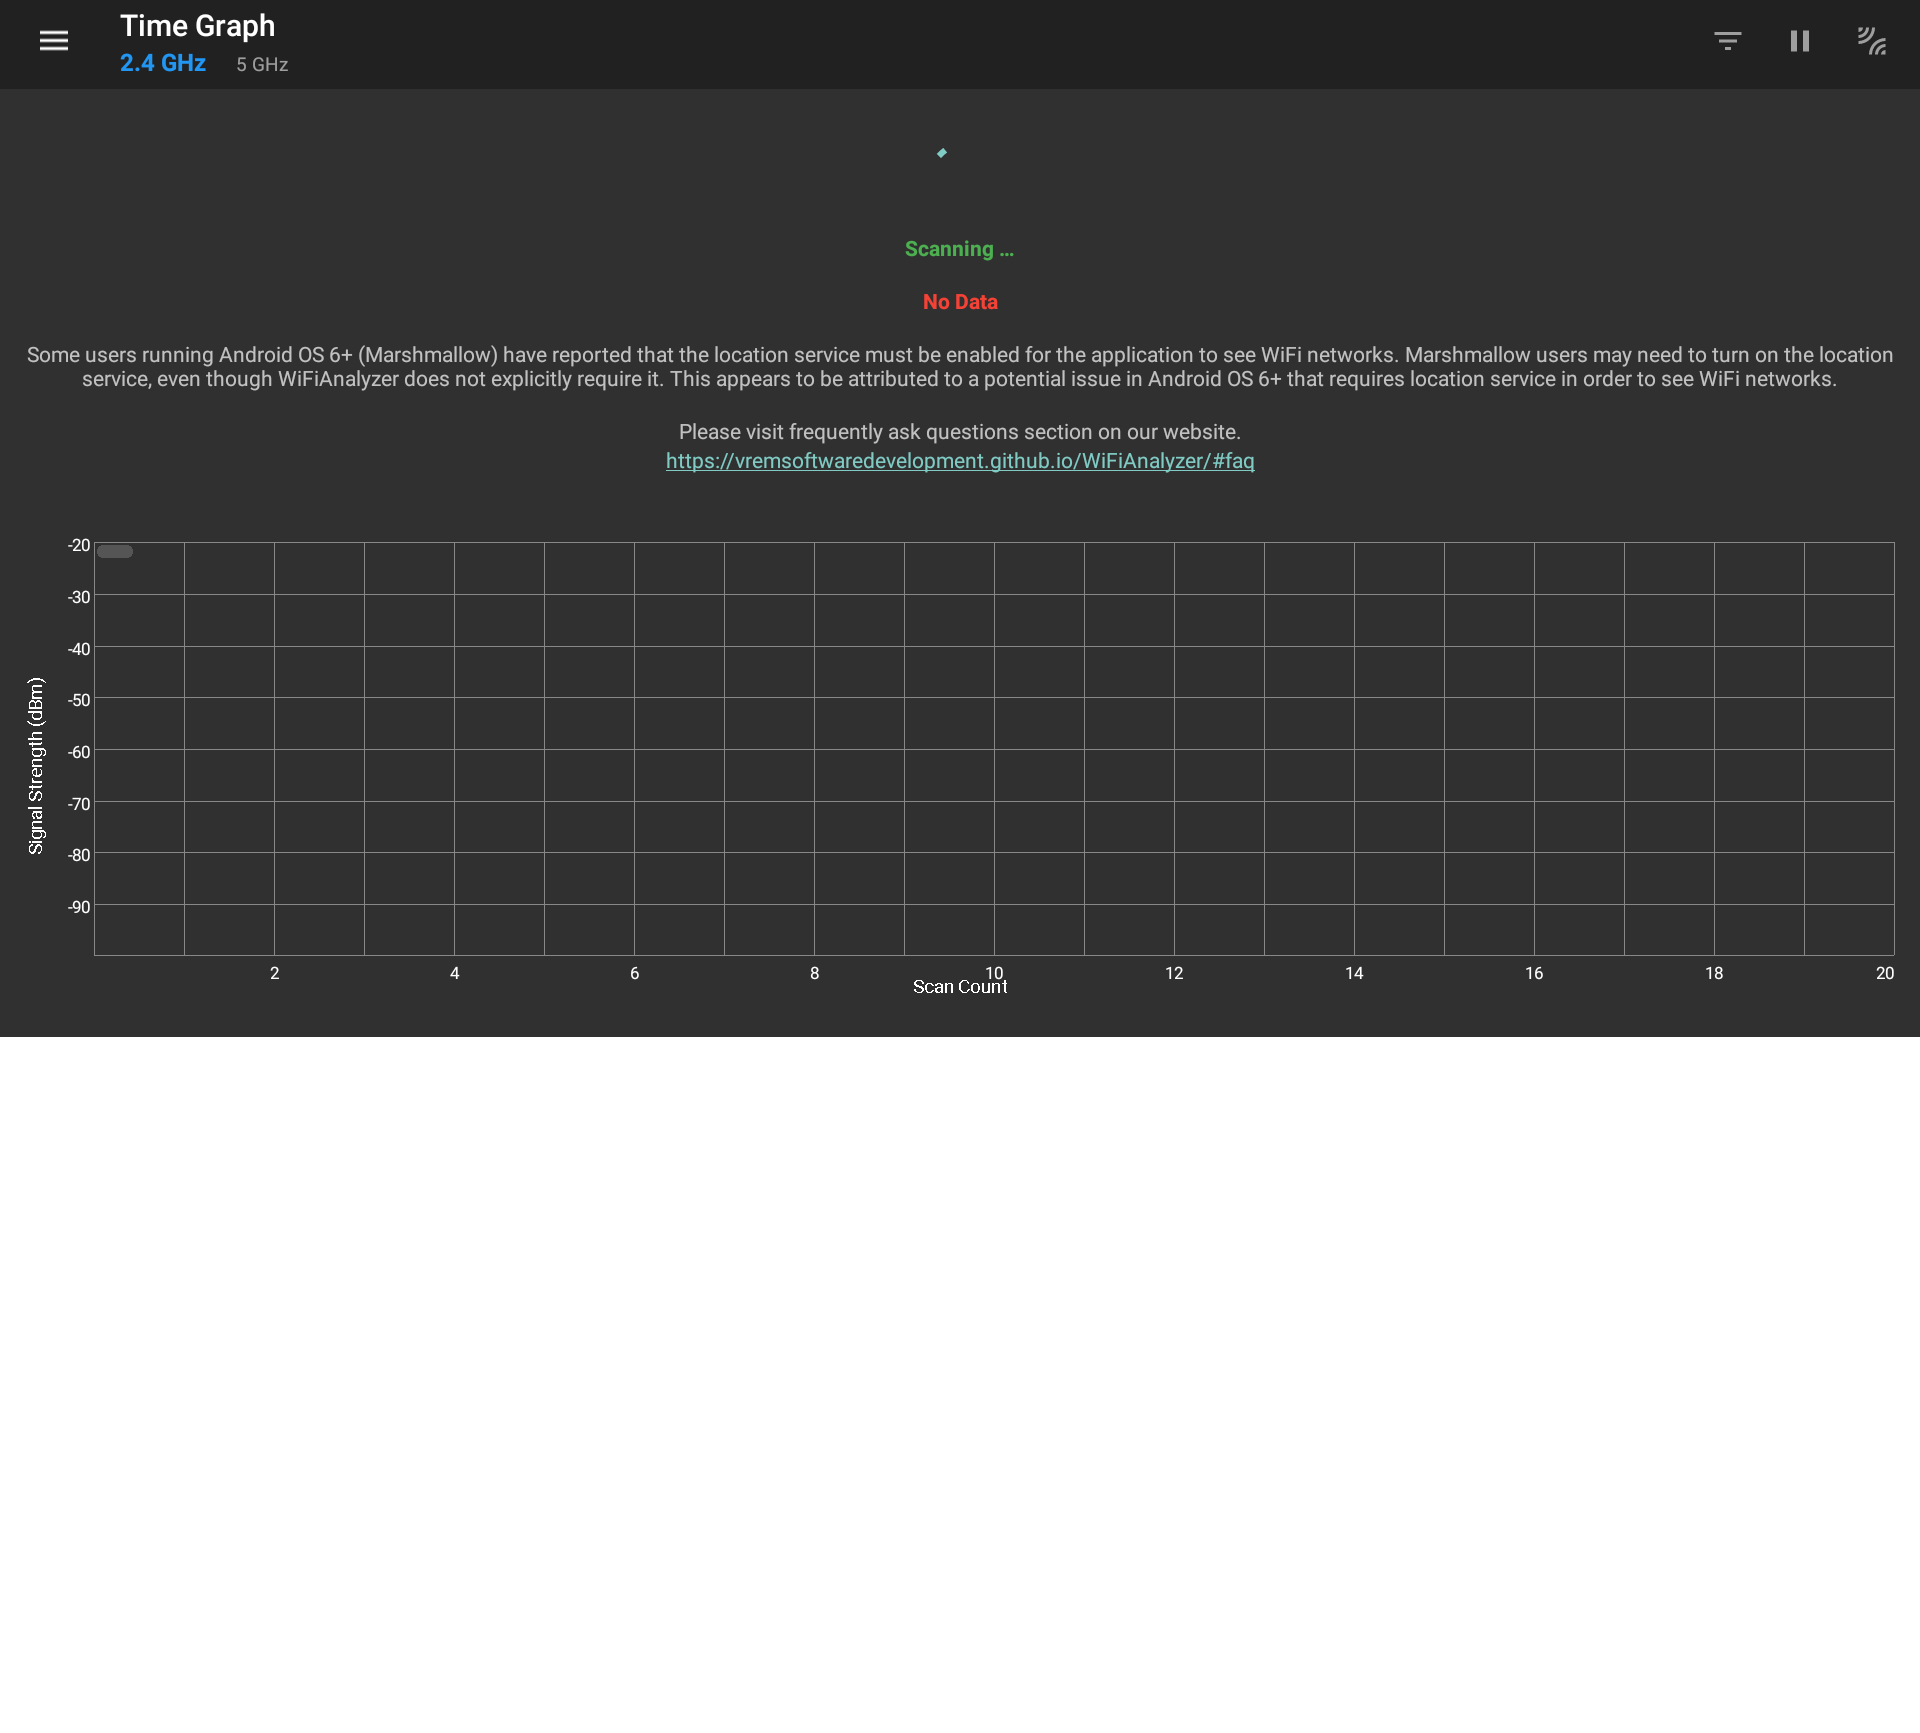 Time Graph
2.4 GHz 5 GHz
Scanning ...
No Data
Some users running Android OS 6+ (Marshmallow) have reported that the location service must be enabled for the application to see WiFi networks. Marshmallow users may need to turn on the location
service, even though WiFiAnalyzer does not explicitly require it. This appears to be attributed to a potential issue in Android OS 6+ that requires location service in order to see WiFi networks.
Please visit frequently ask questions section on our website.
https://vremsoftwaredevelopment.github.io/WiFiAnalyzer/#faq
Signal Strength (dBm)
-20
-30
-40
-50
-60
-70
-80
-90
2 4 6 8 10 12 14 16 18 20
Scan Count